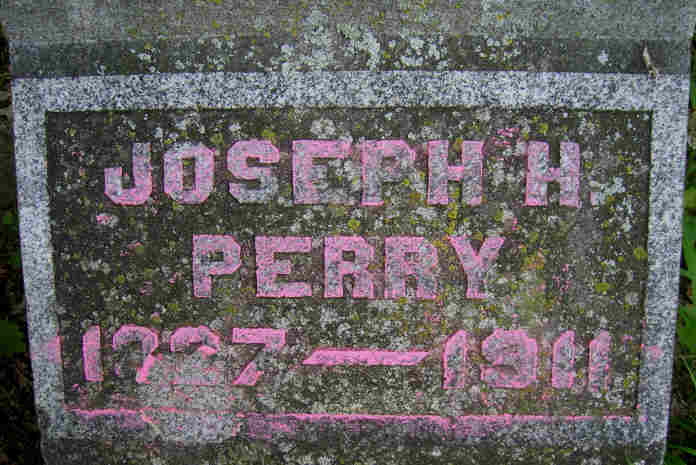 JOSEPH H.
PERRY
1827 — 1911